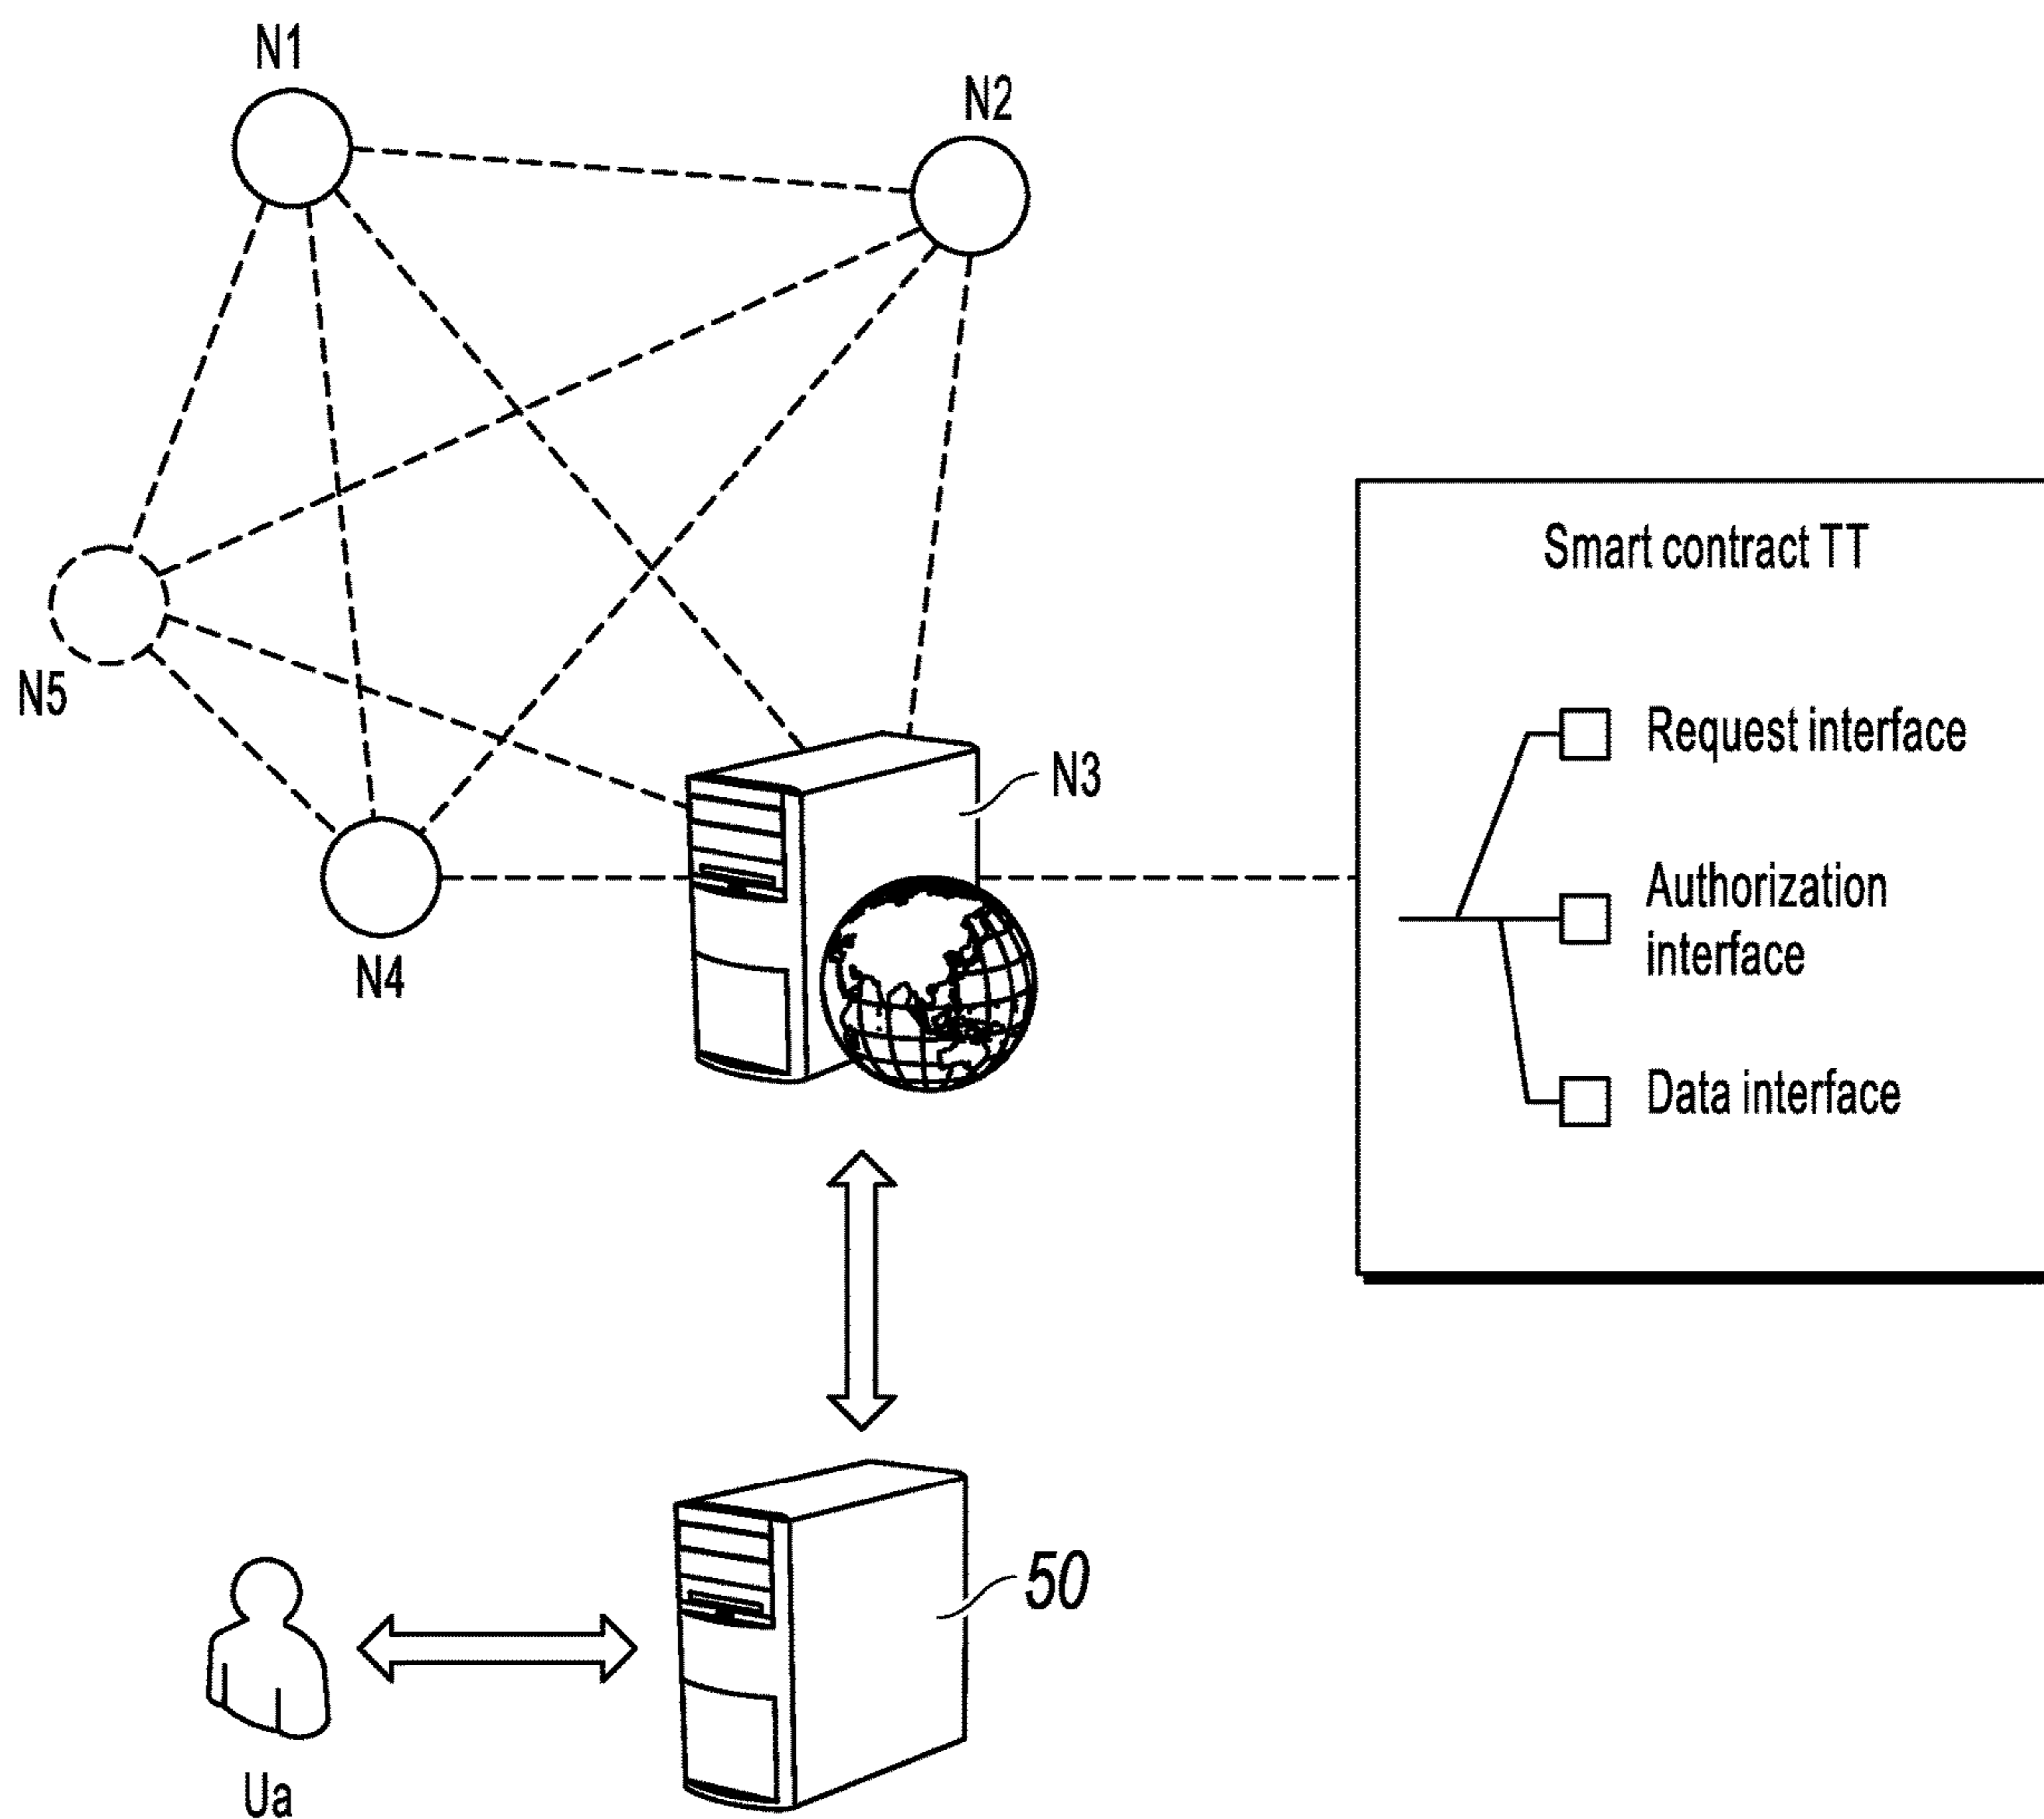 N1
N2
Smart contract TT
N5
Request interface
N3
Authorization
interface
N4
Data interface
50
Ua